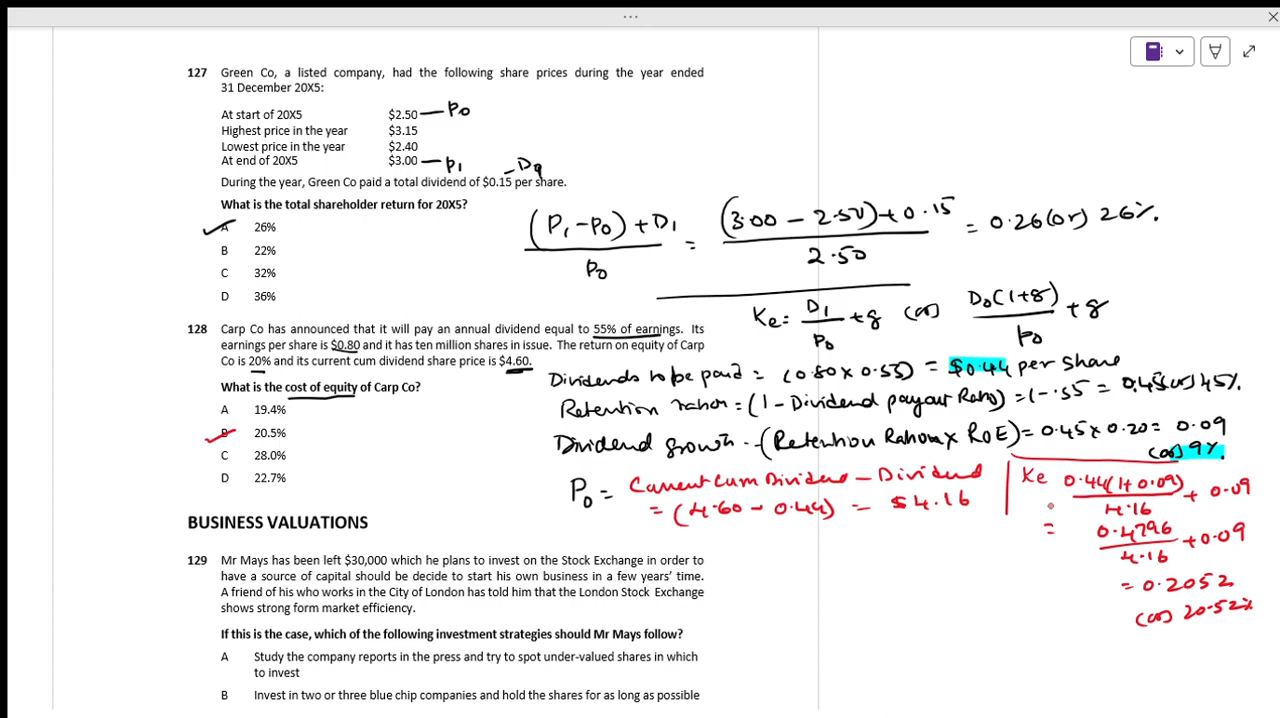 127 Green Co, a listed company, had the following share prices during the year ended
31 December 20X5:
At start of 20X5 $2.50 — P0
Highest price in the year $3.15
Lowest price in the year $2.40
At end of 20X5 $3.00 — P1
During the year, Green Co paid a total dividend of $0.15 per share.
What is the total shareholder return for 20X5?
A 26%
B 22%
C 32%
D 36%
(P1 - P0) + D1 / P0 = (3.00 - 2.50) + 0.15 / 2.50 = 0.26 (or) 26%.
Ke = D1 / P0 + g (or) D0(1+g) / P0 + g
128 Carp Co has announced that it will pay an annual dividend equal to 55% of earnings. Its
earnings per share is $0.80 and it has ten million shares in issue. The return on equity of Carp
Co is 20% and its current cum dividend share price is $4.60.
What is the cost of equity of Carp Co?
A 19.4%
B 20.5%
C 28.0%
D 22.7%
Dividends to be paid = (0.80 x 0.55) = $0.44 per share
Retention = (1 - Dividend payout Ratio) = 1 - .55 = 0.45 (or) 45%.
Dividend growth - (Retention x RoE) = 0.45 x 0.20 = 0.09
(or) 9%.
P0 = Current Cum Dividend - Dividend
= (4.60 - 0.44) = $4.16
Ke 0.44(1+0.09) / 4.16 + 0.09
= 0.4796 / 4.16 + 0.09
= 0.2052
(or) 20.52%
BUSINESS VALUATIONS
129 Mr Mays has been left $30,000 which he plans to invest on the Stock Exchange in order to
have a source of capital should be decide to start his own business in a few years' time.
A friend of his who works in the City of London has told him that the London Stock Exchange
shows strong form market efficiency.
If this is the case, which of the following investment strategies should Mr Mays follow?
A Study the company reports in the press and try to spot under-valued shares in which
to invest
B Invest in two or three blue chip companies and hold the shares for as long as possible